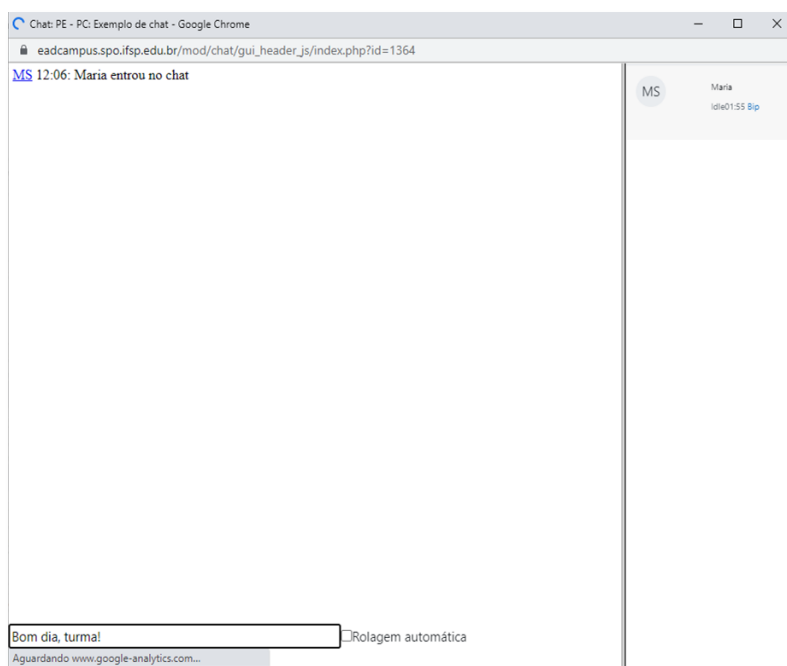 Chat: PE - PC: Exemplo de chat - Google Chrome
eadcampus.spo.ifsp.edu.br/mod/chat/gui_header_js/index.php?id=1364
MS 12:06: Maria entrou no chat
MS
Maria
Idle01:55 Bip
Bom dia, turma!
Rolagem automática
Aguardando www.google-analytics.com...